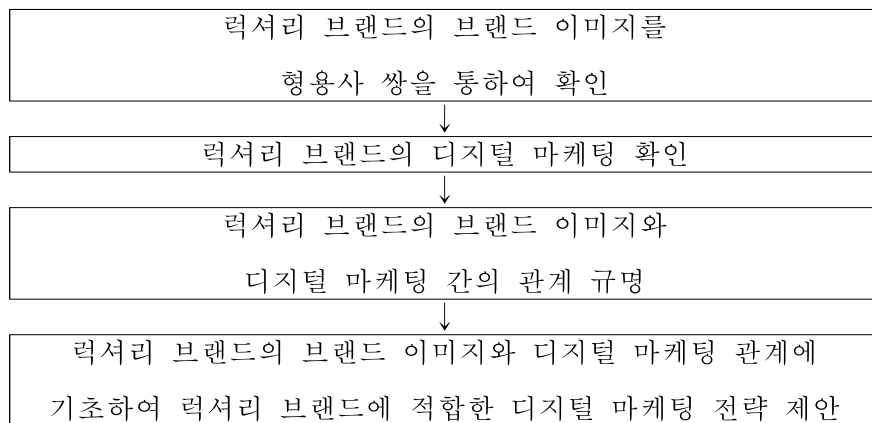 럭셔리 브랜드의 브랜드 이미지를
형용사 쌍을 통하여 확인
럭셔리 브랜드의 디지털 마케팅 확인
럭셔리 브랜드의 브랜드 이미지와
디지털 마케팅 간의 관계 규명
럭셔리 브랜드의 브랜드 이미지와 디지털 마케팅 관계에
기초하여 럭셔리 브랜드에 적합한 디지털 마케팅 전략 제안